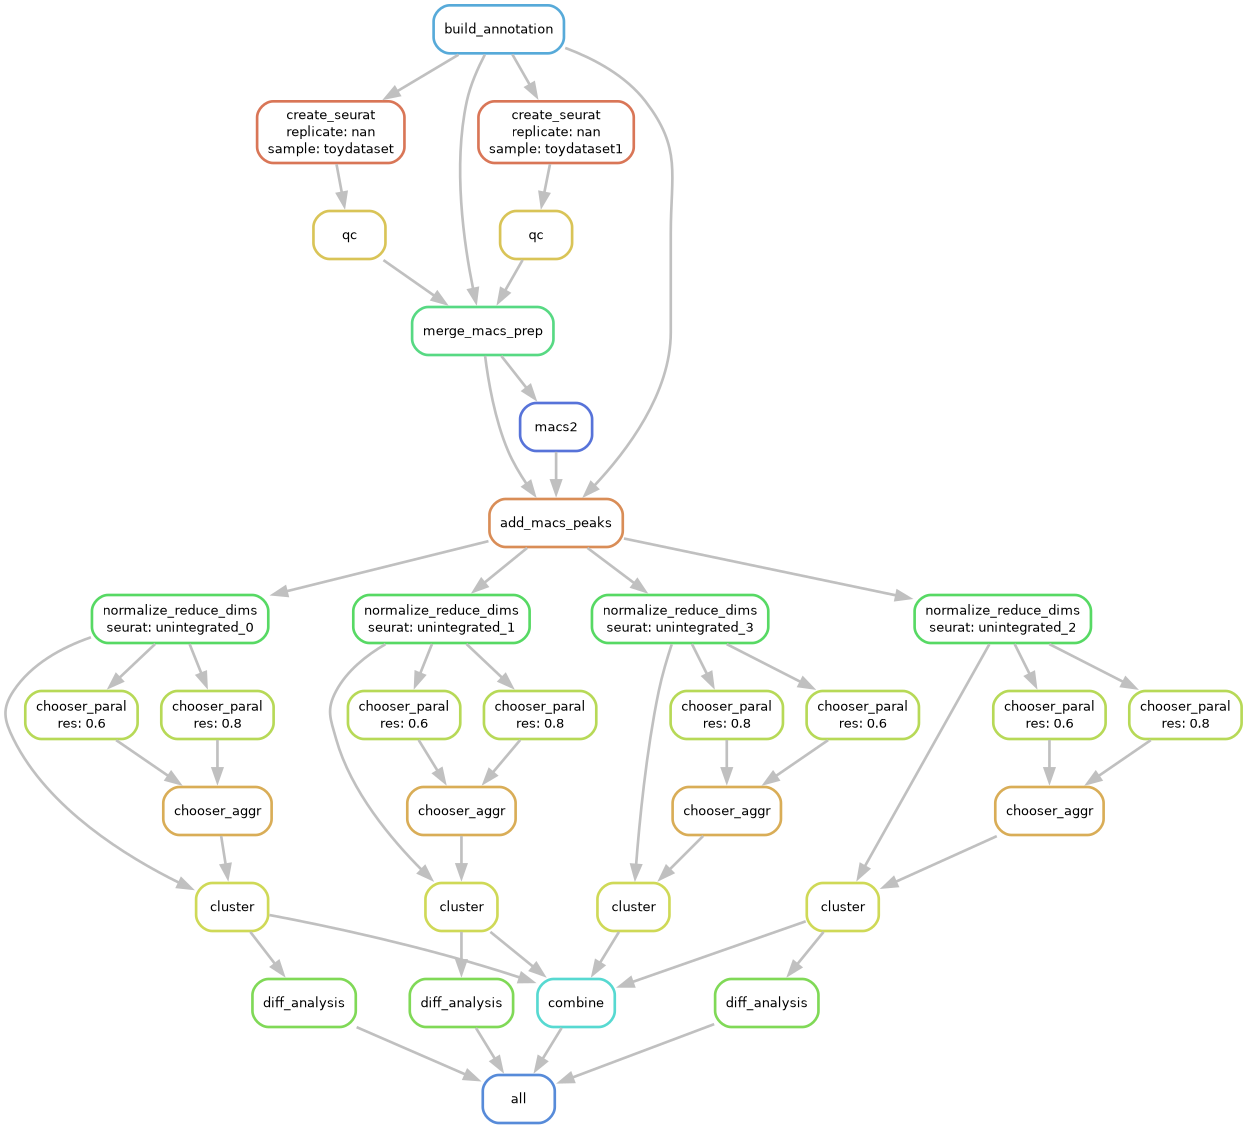 build_annotation
create_seurat
replicate: nan
sample: toydataset
create_seurat
replicate: nan
sample: toydataset1
qc
qc
merge_macs_prep
macs2
add_macs_peaks
normalize_reduce_dims
seurat: unintegrated_0
normalize_reduce_dims
seurat: unintegrated_1
normalize_reduce_dims
seurat: unintegrated_3
normalize_reduce_dims
seurat: unintegrated_2
chooser_paral
res: 0.6
chooser_paral
res: 0.8
chooser_paral
res: 0.6
chooser_paral
res: 0.8
chooser_paral
res: 0.8
chooser_paral
res: 0.6
chooser_paral
res: 0.6
chooser_paral
res: 0.8
chooser_aggr
chooser_aggr
chooser_aggr
chooser_aggr
cluster
cluster
cluster
cluster
diff_analysis
diff_analysis
combine
diff_analysis
all